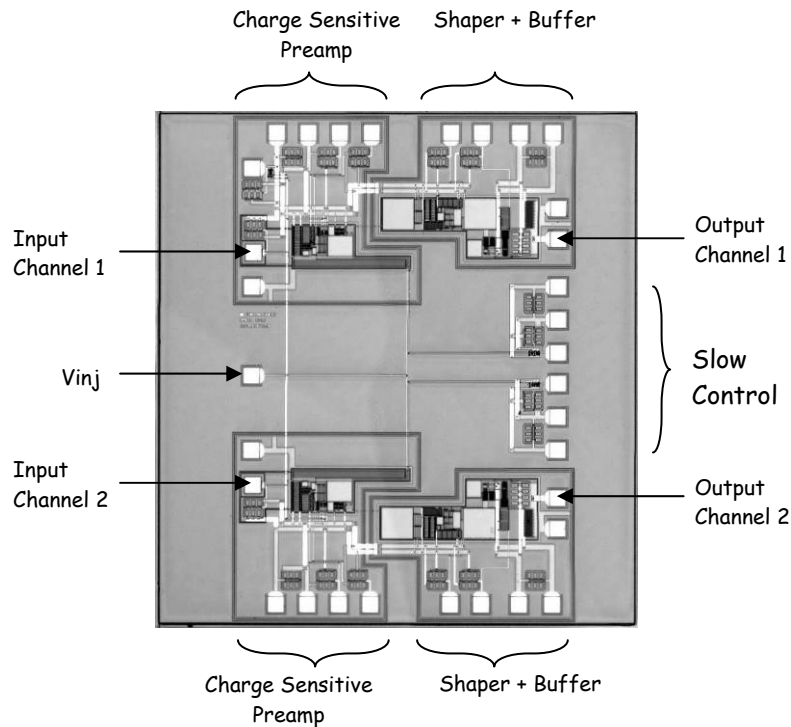 Charge Sensitive
Preamp
Shaper + Buffer
Input
Channel 1
Output
Channel 1
Vinj
Slow
Control
Input
Channel 2
Output
Channel 2
Charge Sensitive
Preamp
Shaper + Buffer